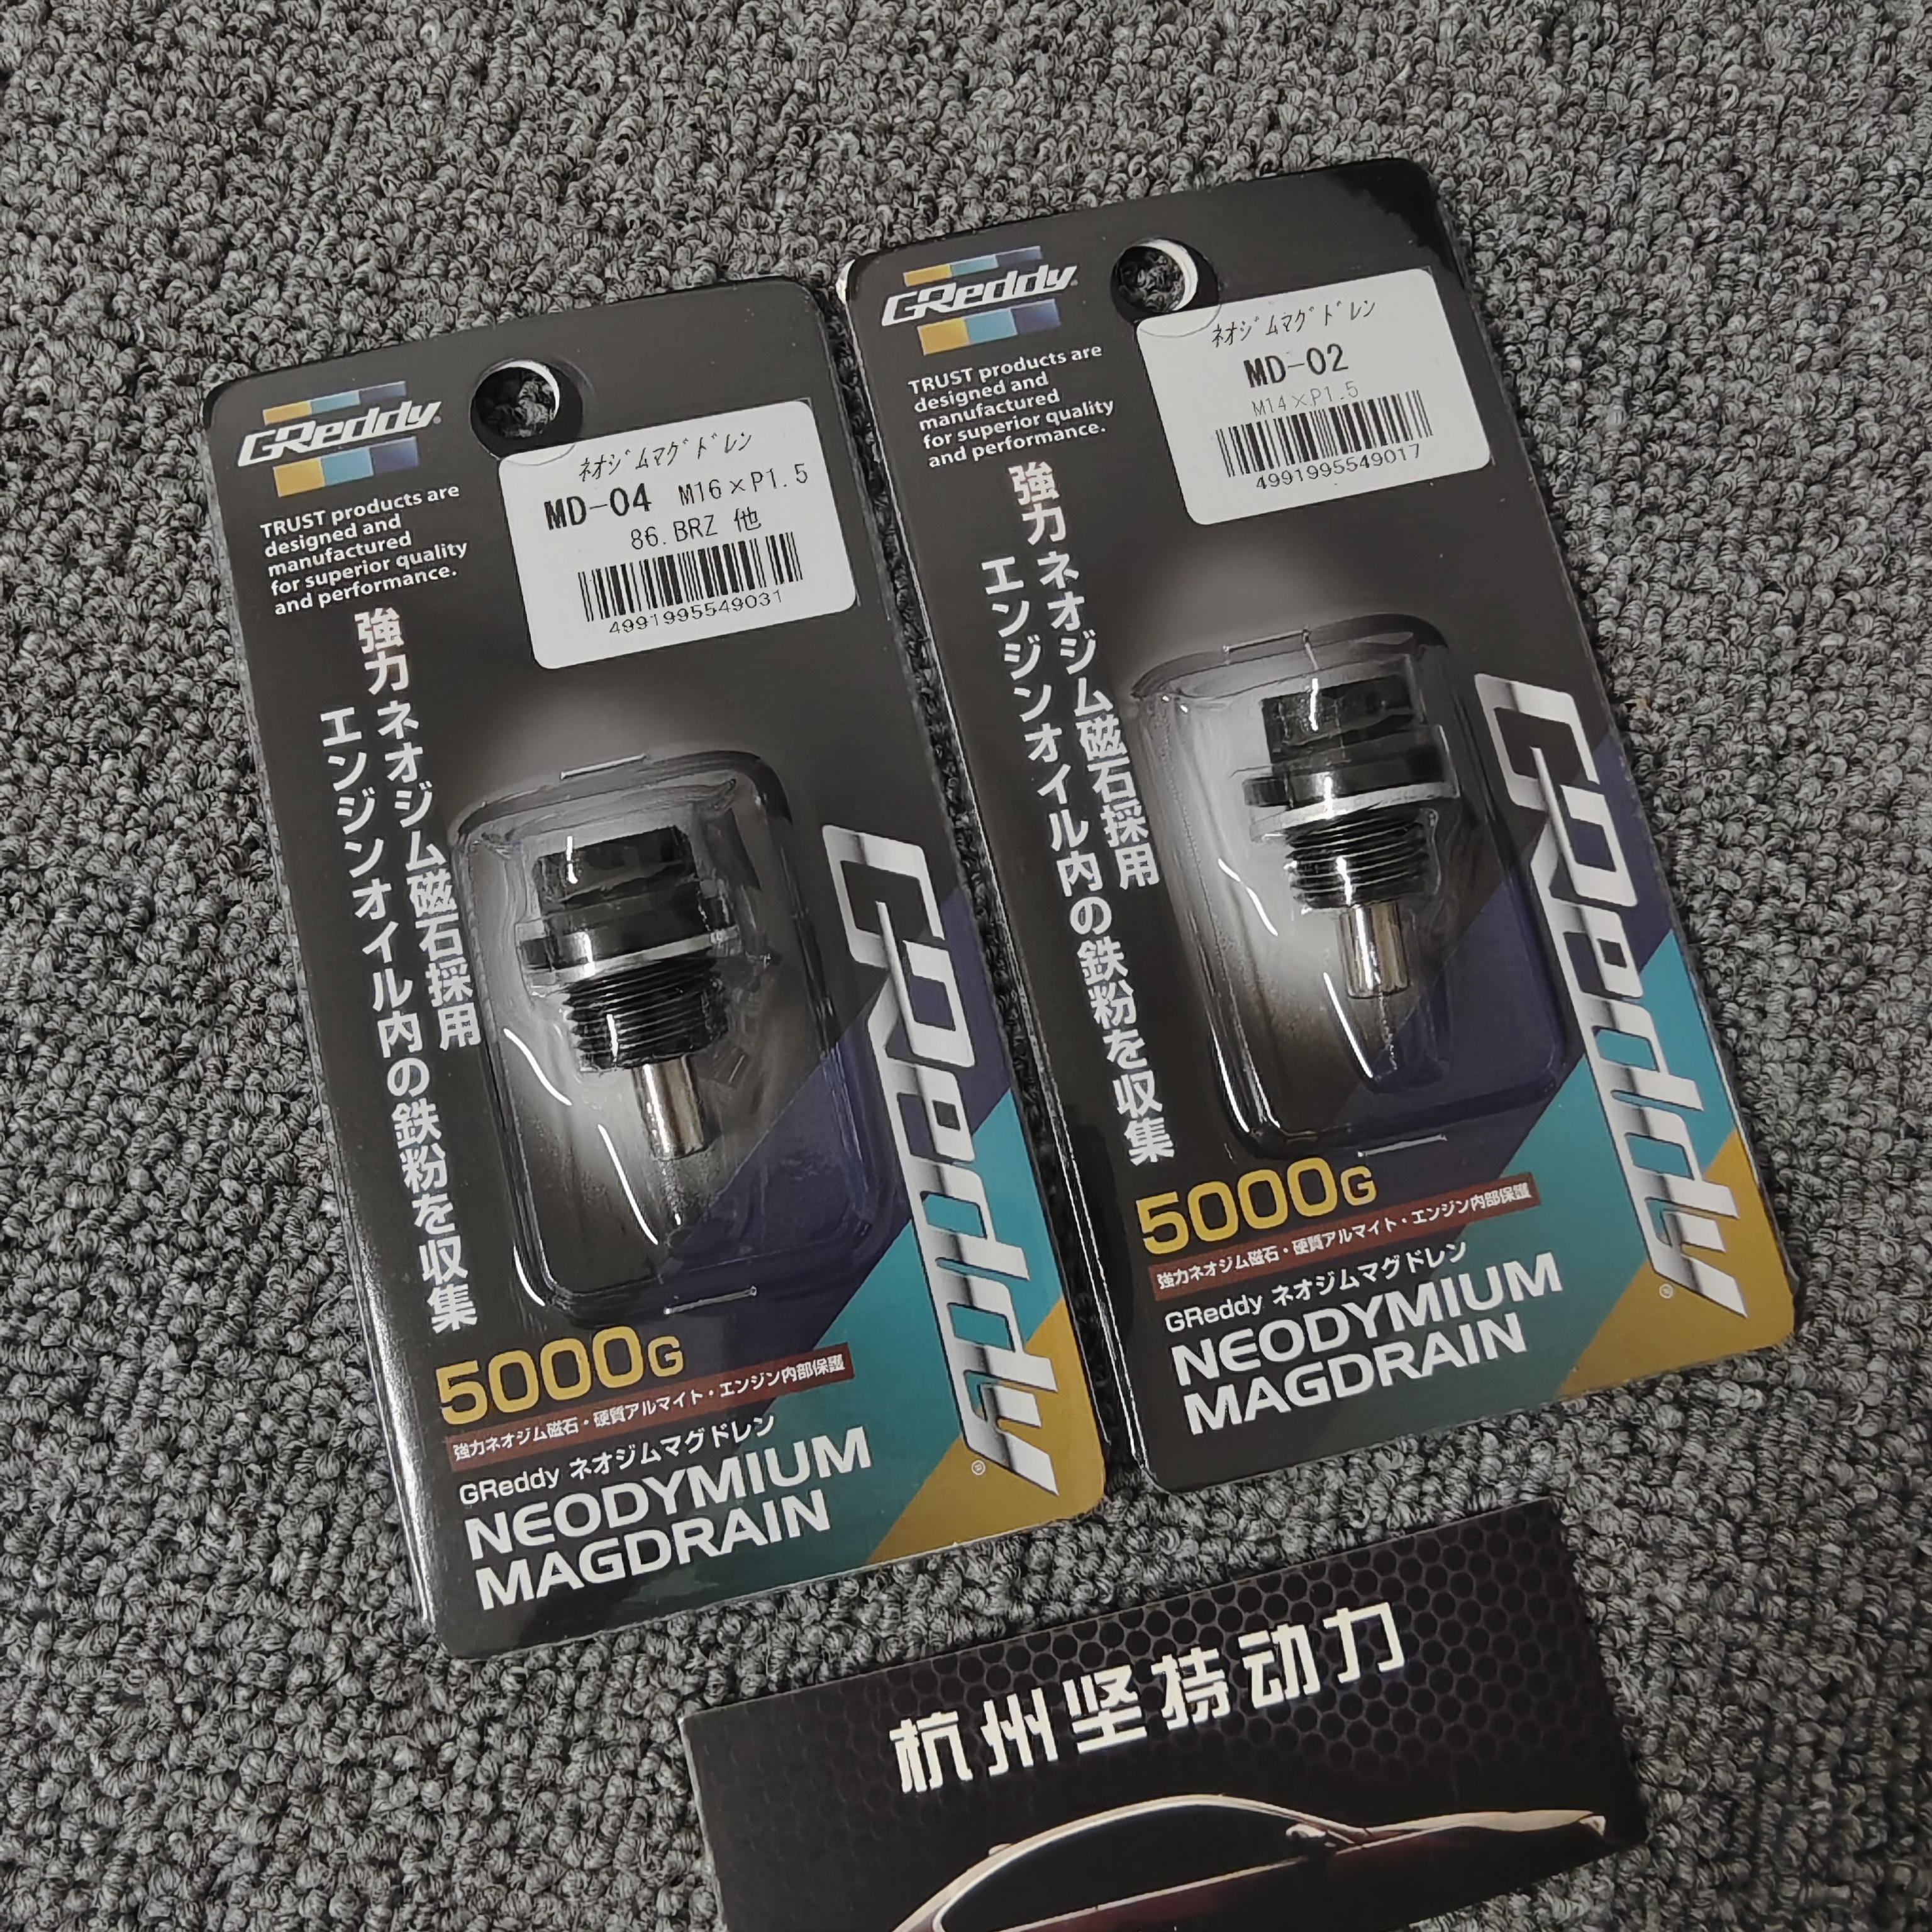 GReddy
TRUST products are
designed and
manufactured
for superior quality
and performance.
ネオジムマグドレン
MD-04 M16×P1.5
86.BRZ 他
4991995549031
強力ネオジム磁石採用
エンジンオイル内の鉄粉を収集
GReddy®
5000G
強力ネオジム磁石・硬質アルマイト・エンジン内部保護
GReddy ネオジムマグドレン
NEODYMIUM
MAGDRAIN
GReddy
TRUST products are
designed and
manufactured
for superior quality
and performance.
ネオジムマグドレン
MD-02
M14×P1.5
4991995549017
強力ネオジム磁石採用
エンジンオイル内の鉄粉を収集
GReddy®
5000G
強力ネオジム磁石・硬質アルマイト・エンジン内部保護
GReddy ネオジムマグドレン
NEODYMIUM
MAGDRAIN
杭州坚持动力